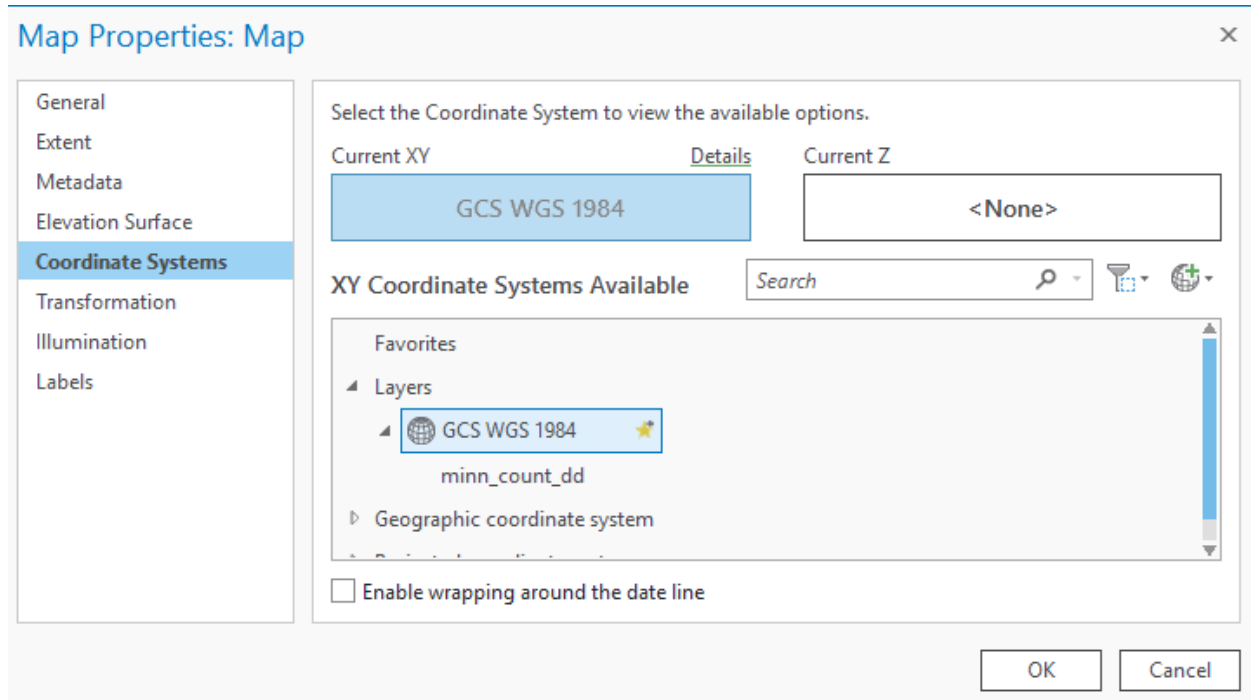 Map Properties: Map
General
Extent
Metadata
Elevation Surface
Coordinate Systems
Transformation
Illumination
Labels
Select the Coordinate System to view the available options.
Current XY Details Current Z
GCS WGS 1984 <None>
XY Coordinate Systems Available Search
Favorites
Layers
GCS WGS 1984
minn_count_dd
Geographic coordinate system
Enable wrapping around the date line
OK Cancel